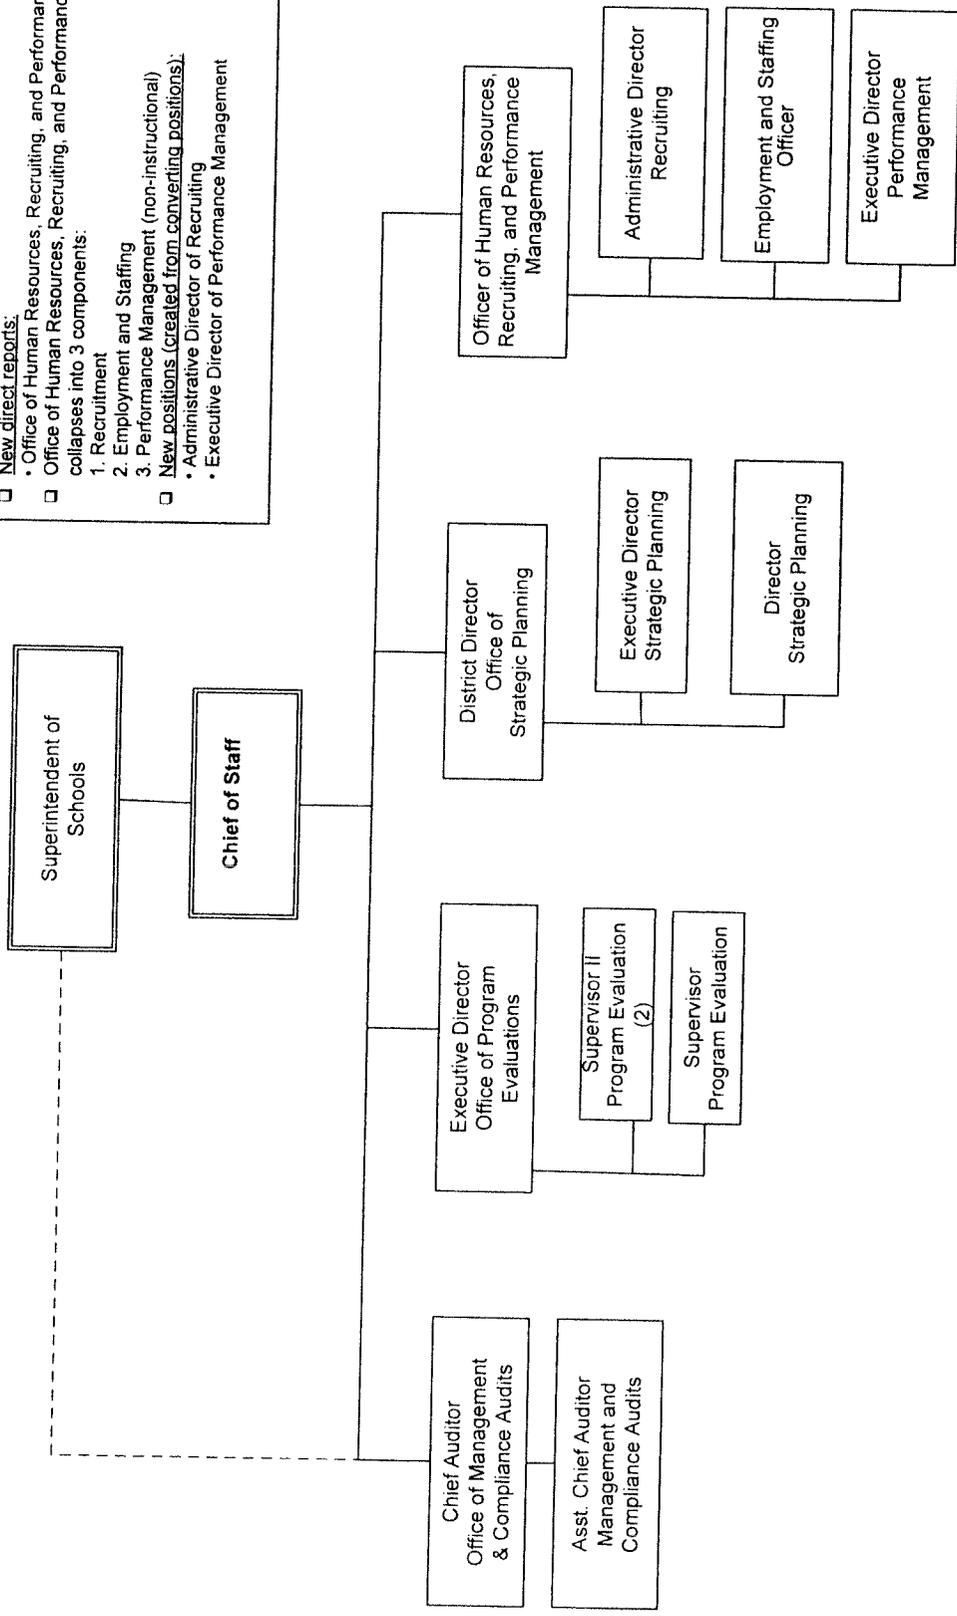 ❑ New direct reports:
• Office of Human Resources, Recruiting, and
❑ Office of Human Resources, Recruiting, and
collapses into 3 components:
1. Recruitment
2. Employment and Staffing
3. Performance Management (non-instructional)
❑ New positions (created from converting positions):
• Administrative Director of Recruiting
• Executive Director of Performance Management
Superintendent of
Schools
Chief of Staff
Chief Auditor
Office of Management
& Compliance Audits
Asst. Chief Auditor
Management and
Compliance Audits
Executive Director
Office of Program
Evaluations
Supervisor II
Program Evaluation
(2)
Supervisor
Program Evaluation
District Director
Office of
Strategic Planning
Executive Director
Strategic Planning
Director
Strategic Planning
Officer of Human Resources,
Recruiting, and Performance
Management
Administrative Director
Recruiting
Employment and Staffing
Officer
Executive Director
Performance
Management